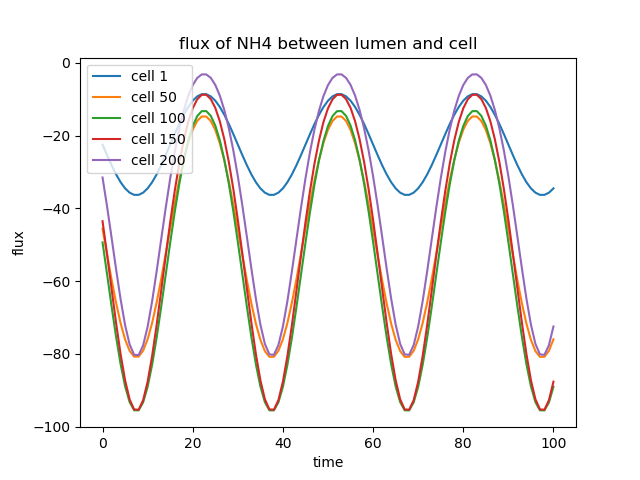 flux of NH4 between lumen and cell
cell 1
cell 50
cell 100
cell 150
cell 200
0
−20
−40
−60
−80
−100
flux
0 20 40 60 80 100
time